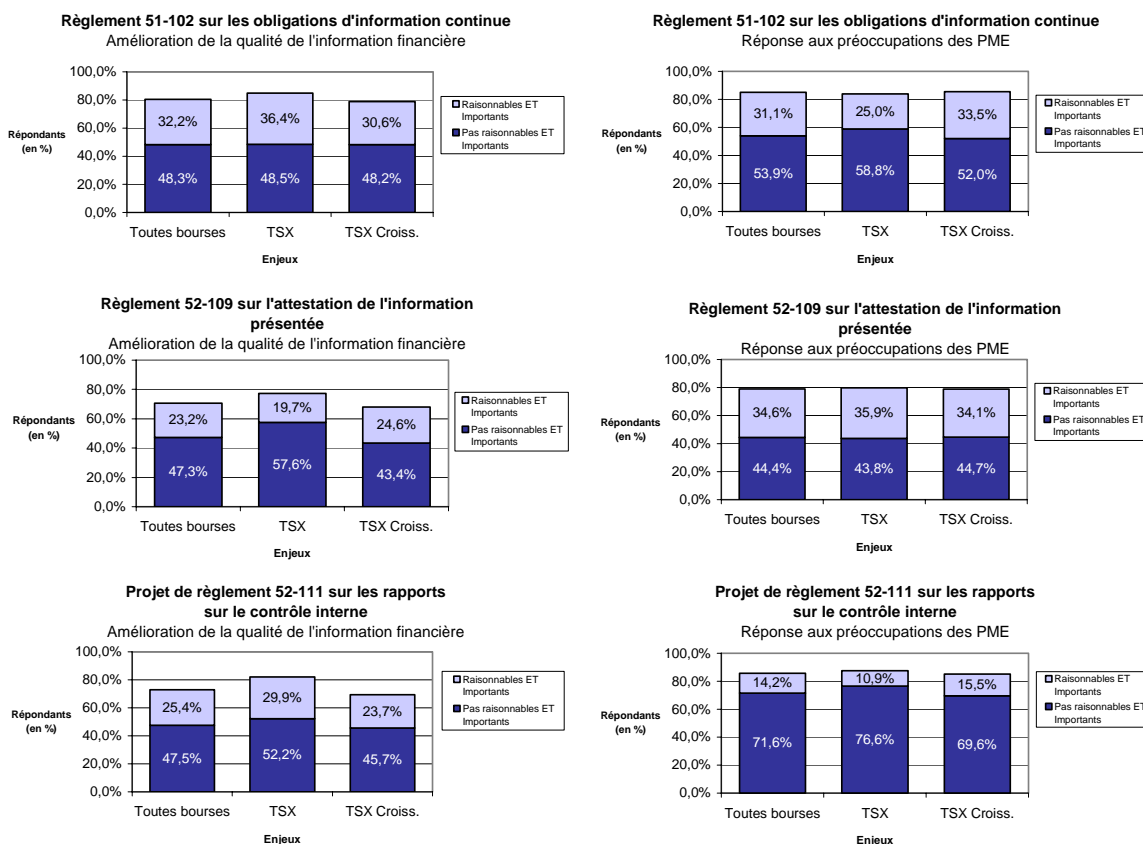 Règlement 51-102 sur les obligations d'information continue
Amélioration de la qualité de l'information financière
100,0%
80,0%
60,0%
40,0%
20,0%
0,0%
Répondants
(en %)
32,2%
36,4%
30,6%
48,3%
48,5%
48,2%
Raisonnables ET
Importants
Pas raisonnables ET
Importants
Toutes bourses
TSX
TSX Croiss.
Enjeux
Règlement 51-102 sur les obligations d'information continue
Réponse aux préoccupations des PME
100,0%
80,0%
60,0%
40,0%
20,0%
0,0%
Répondants
(en %)
31,1%
25,0%
33,5%
53,9%
58,8%
52,0%
Raisonnables ET
Importants
Pas raisonnables ET
Importants
Toutes bourses
TSX
TSX Croiss.
Enjeux
Règlement 52-109 sur l'attestation de l'information
présentée
Amélioration de la qualité de l'information financière
100,0%
80,0%
60,0%
40,0%
20,0%
0,0%
Répondants
(en %)
23,2%
19,7%
24,6%
47,3%
57,6%
43,4%
Raisonnables ET
Importants
Pas raisonnables ET
Importants
Toutes bourses
TSX
TSX Croiss.
Enjeux
Règlement 52-109 sur l'attestation de l'information
présentée
Réponse aux préoccupations des PME
100,0%
80,0%
60,0%
40,0%
20,0%
0,0%
Répondants
(en %)
34,6%
35,9%
34,1%
44,4%
43,8%
44,7%
Raisonnables ET
Importants
Pas raisonnables ET
Importants
Toutes bourses
TSX
TSX Croiss.
Enjeux
Projet de règlement 52-111 sur les rapports
sur le contrôle interne
Amélioration de la qualité de l'information financière
100,0%
80,0%
60,0%
40,0%
20,0%
0,0%
Répondants
(en %)
25,4%
29,9%
23,7%
47,5%
52,2%
45,7%
Raisonnables ET
Importants
Pas raisonnables ET
Importants
Toutes bourses
TSX
TSX Croiss.
Enjeux
Projet de règlement 52-111 sur les rapports
sur le contrôle interne
Réponse aux préoccupations des PME
100,0%
80,0%
60,0%
40,0%
20,0%
0,0%
Répondants
(en %)
14,2%
10,9%
15,5%
71,6%
76,6%
69,6%
Raisonnables ET
Importants
Pas raisonnables ET
Importants
Toutes bourses
TSX
TSX Croiss.
Enjeux